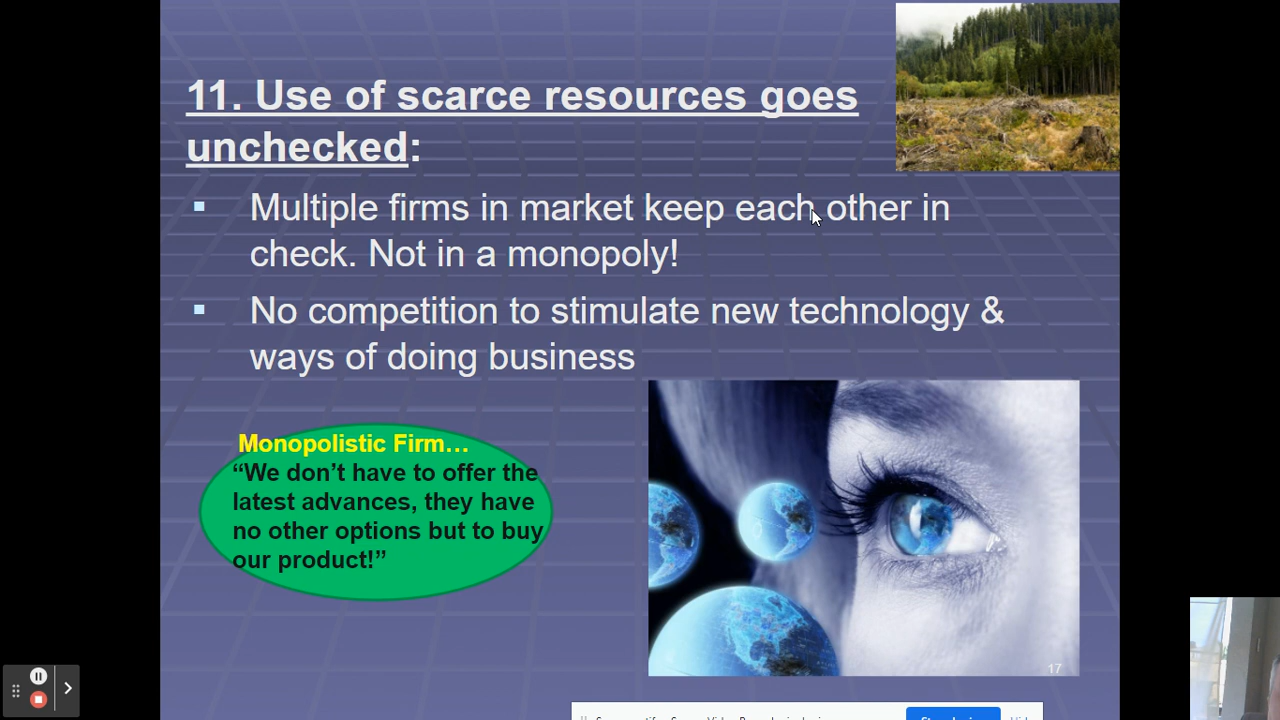 11. Use of scarce resources goes
unchecked:
▪ Multiple firms in market keep each other in
check. Not in a monopoly!
▪ No competition to stimulate new technology &
ways of doing business
Monopolistic Firm…
“We don’t have to offer the
latest advances, they have
no other options but to buy
our product!”
17